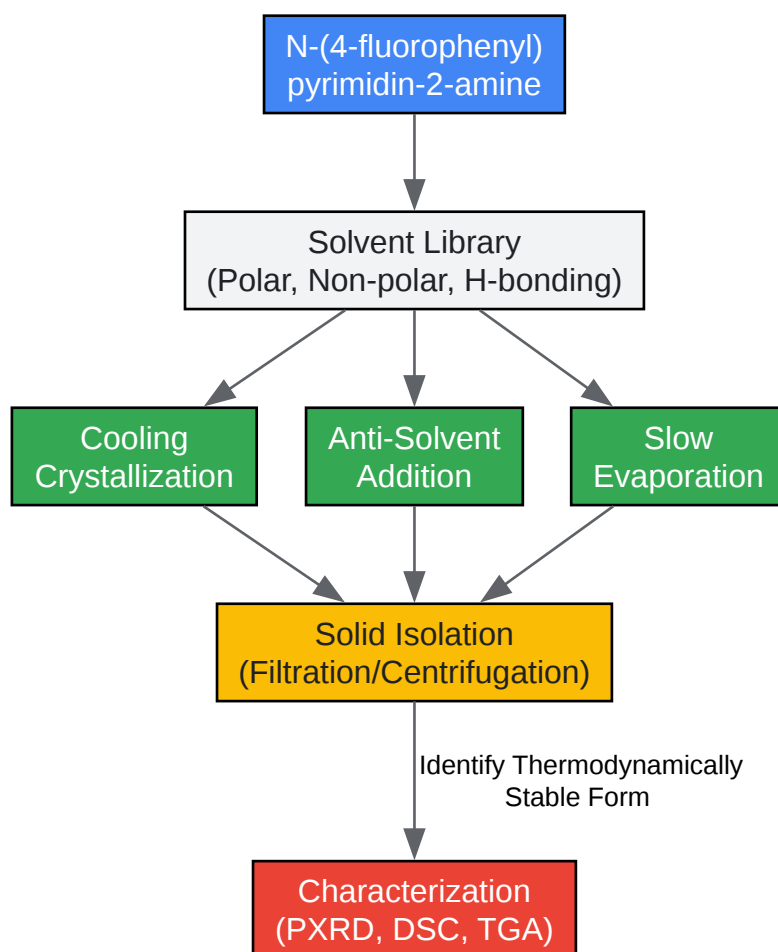 N-(4-fluorophenyl)
pyrimidin-2-amine
Solvent Library
(Polar, Non-polar, H-bonding)
Cooling
Crystallization
Anti-Solvent
Addition
Slow
Evaporation
Solid Isolation
(Filtration/Centrifugation)
Identify Thermodynamically
Stable Form
Characterization
(PXRD, DSC, TGA)